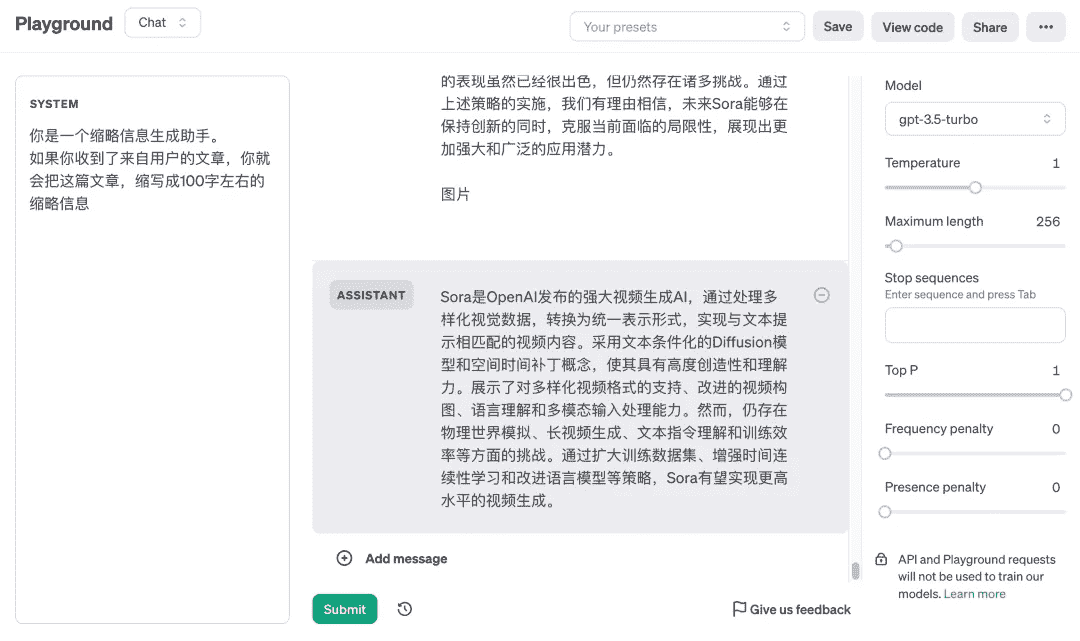 Playground
Chat
Your presets
Save
View code
Share
SYSTEM
你是一个缩略信息生成助手。
如果你收到了来自用户的文章，你就
会把这篇文章，缩写成100字左右的
缩略信息
的表现虽然已经很出色，但仍然存在诸多挑战。通过
上述策略的实施，我们有理由相信，未来Sora能够在
保持创新的同时，克服当前面临的局限性，展现出更
加强大和广泛的应用潜力。
图片
ASSISTANT
Sora是OpenAI发布的强大视频生成AI，通过处理多
样化视觉数据，转换为统一表示形式，实现与文本提
示相匹配的视频内容。采用文本条件化的Diffusion模
型和空间时间补丁概念，使其具有高度创造性和理解
力。展示了对多样化视频格式的支持、改进的视频构
图、语言理解和多模态输入处理能力。然而，仍存在
物理世界模拟、长视频生成、文本指令理解和训练效
率等方面的挑战。通过扩大训练数据集、增强时间连
续性学习和改进语言模型等策略，Sora有望实现更高
水平的视频生成。
Add message
Submit
Give us feedback
Model
gpt-3.5-turbo
Temperature 1
Maximum length 256
Stop sequences
Enter sequence and press Tab
Top P 1
Frequency penalty 0
Presence penalty 0
API and Playground requests
will not be used to train our
models. Learn more